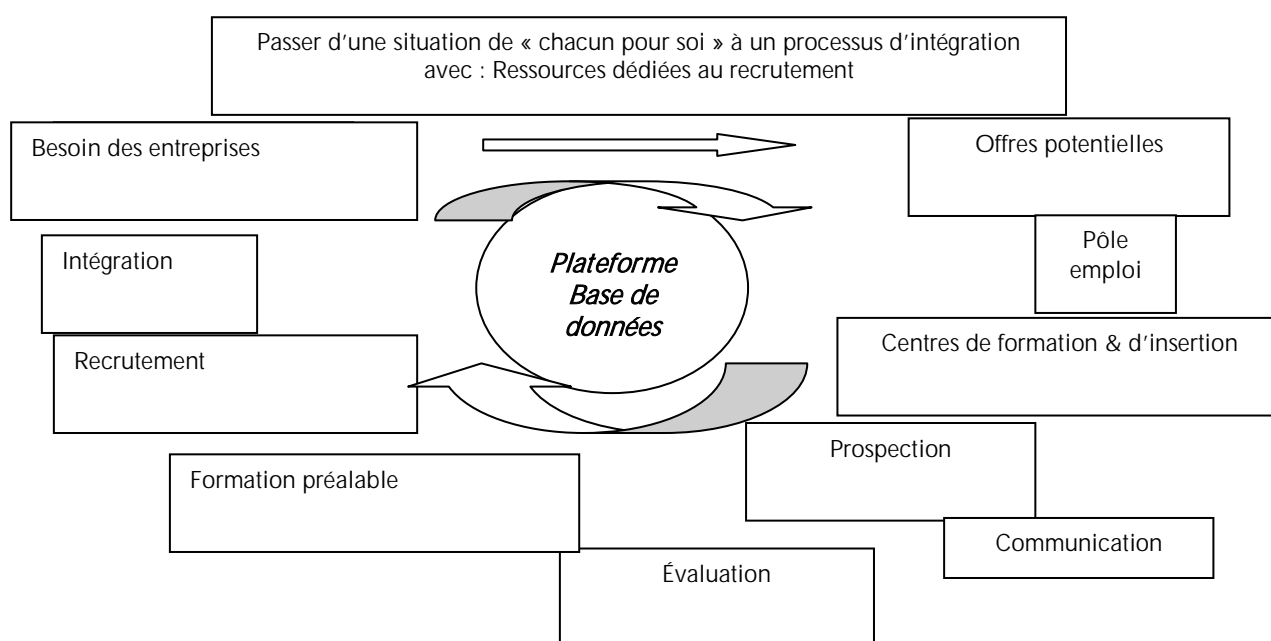 Passer d'une situation de « chacun pour soi » à un processus d'intégration
avec : Ressources dédiées au recrutement
Besoin des entreprises
Offres potentielles
Intégration
Plateforme
Base de
données
Pôle
emploi
Recrutement
Centres de formation & d'insertion
Formation préalable
Prospection
Communication
Évaluation